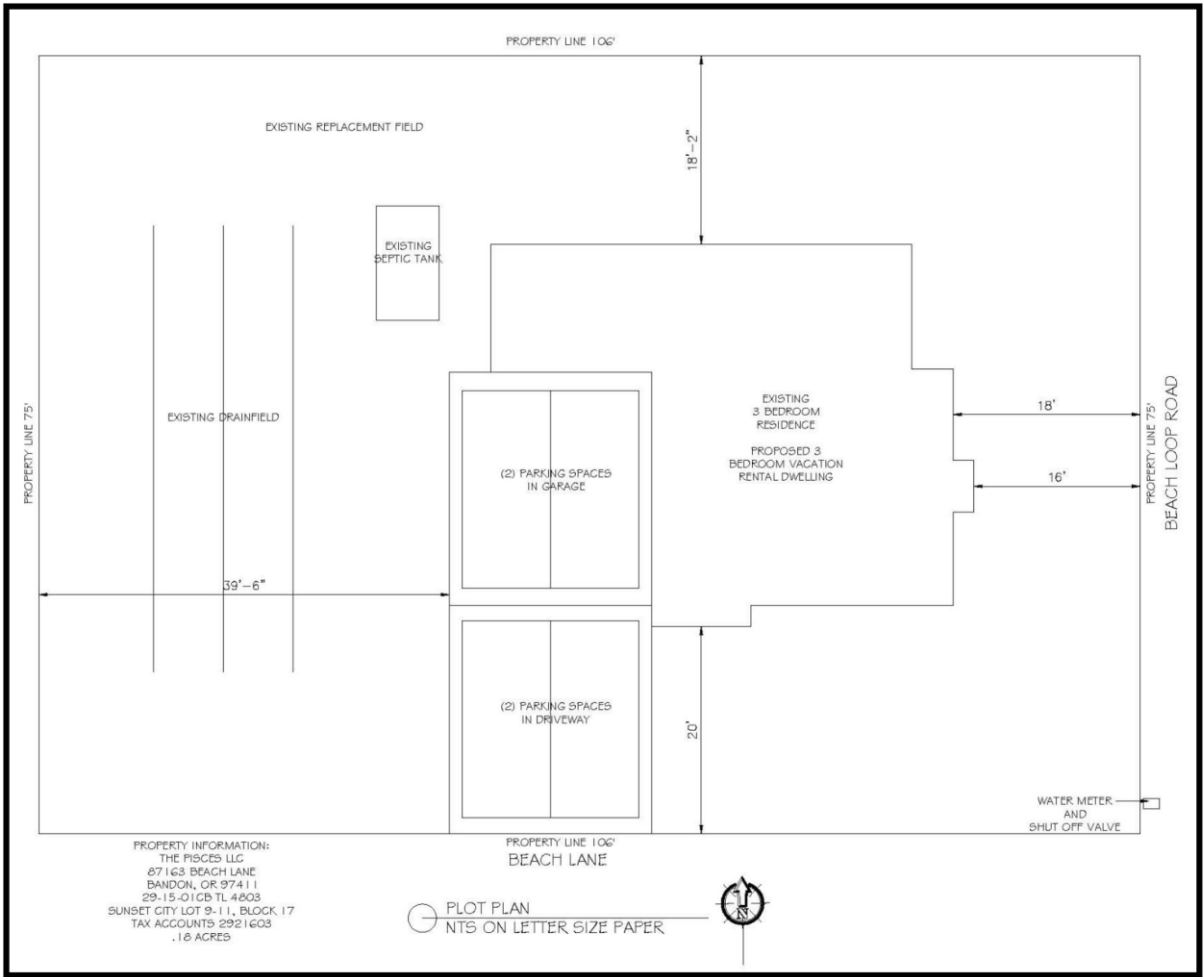 PROPERTY LINE 106'
EXISTING REPLACEMENT FIELD
18'-2"
EXISTING
SEPTIC TANK
PROPERTY LINE 75'
EXISTING DRAINFIELD
EXISTING
3 BEDROOM
RESIDENCE
PROPOSED 3
BEDROOM VACATION
RENTAL DWELLING
18'
16'
PROPERTY LINE 75'
BEACH LOOP ROAD
(2) PARKING SPACES
IN GARAGE
39'-6"
(2) PARKING SPACES
IN DRIVEWAY
20'
WATER METER
AND
SHUT OFF VALVE
PROPERTY LINE 106'
BEACH LANE
PROPERTY INFORMATION:
THE PISCES LLC
87163 BEACH LANE
BANDON, OR 97411
29-15-01CB TL 4803
SUNSET CITY LOT 9-11, BLOCK 17
TAX ACCOUNTS 2921603
.18 ACRES
PLOT PLAN
NTS ON LETTER SIZE PAPER
N